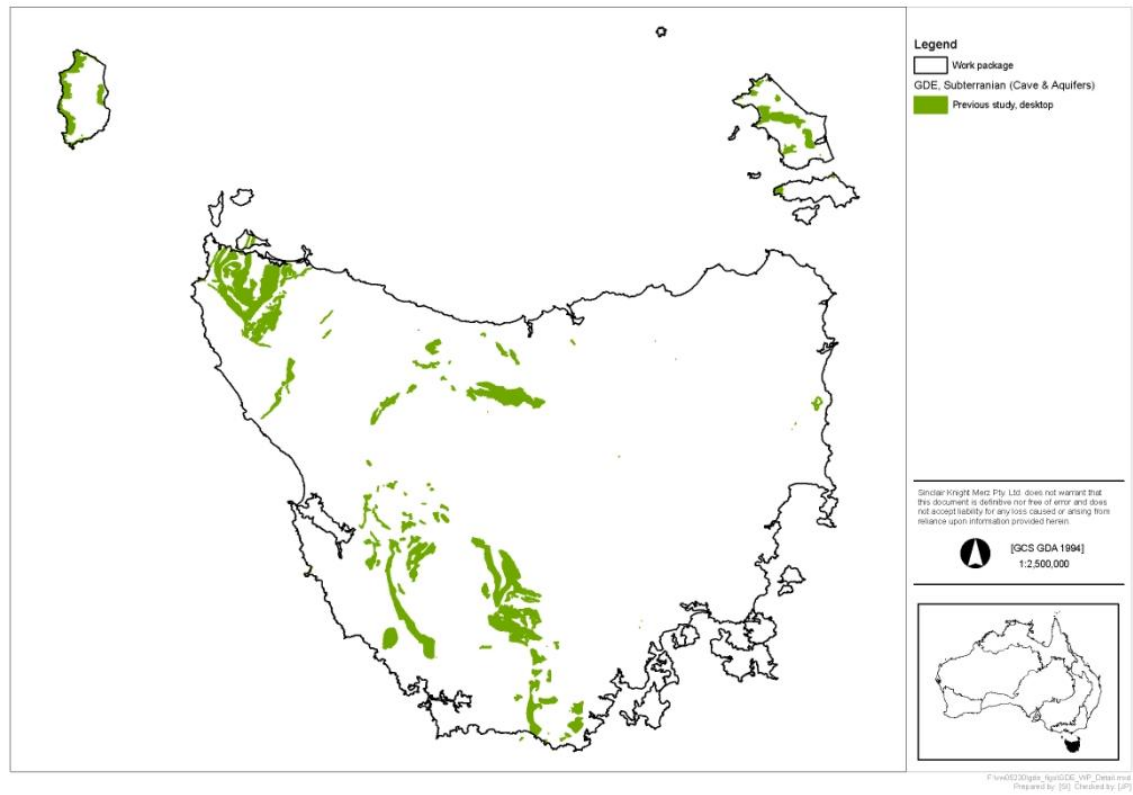 Legend
Work package
GDE, Subterranian (Cave & Aquifers)
Previous study, desktop
Sinclair Knight Merz Pty. Ltd. does not warrant that
this document is definitive nor free of error and does
not accept liability for any loss caused or arising from
reliance upon information provided herein.
[GCS GDA 1994]
1:2,500,000
Prepared by: [SI] Checked by: [JP]